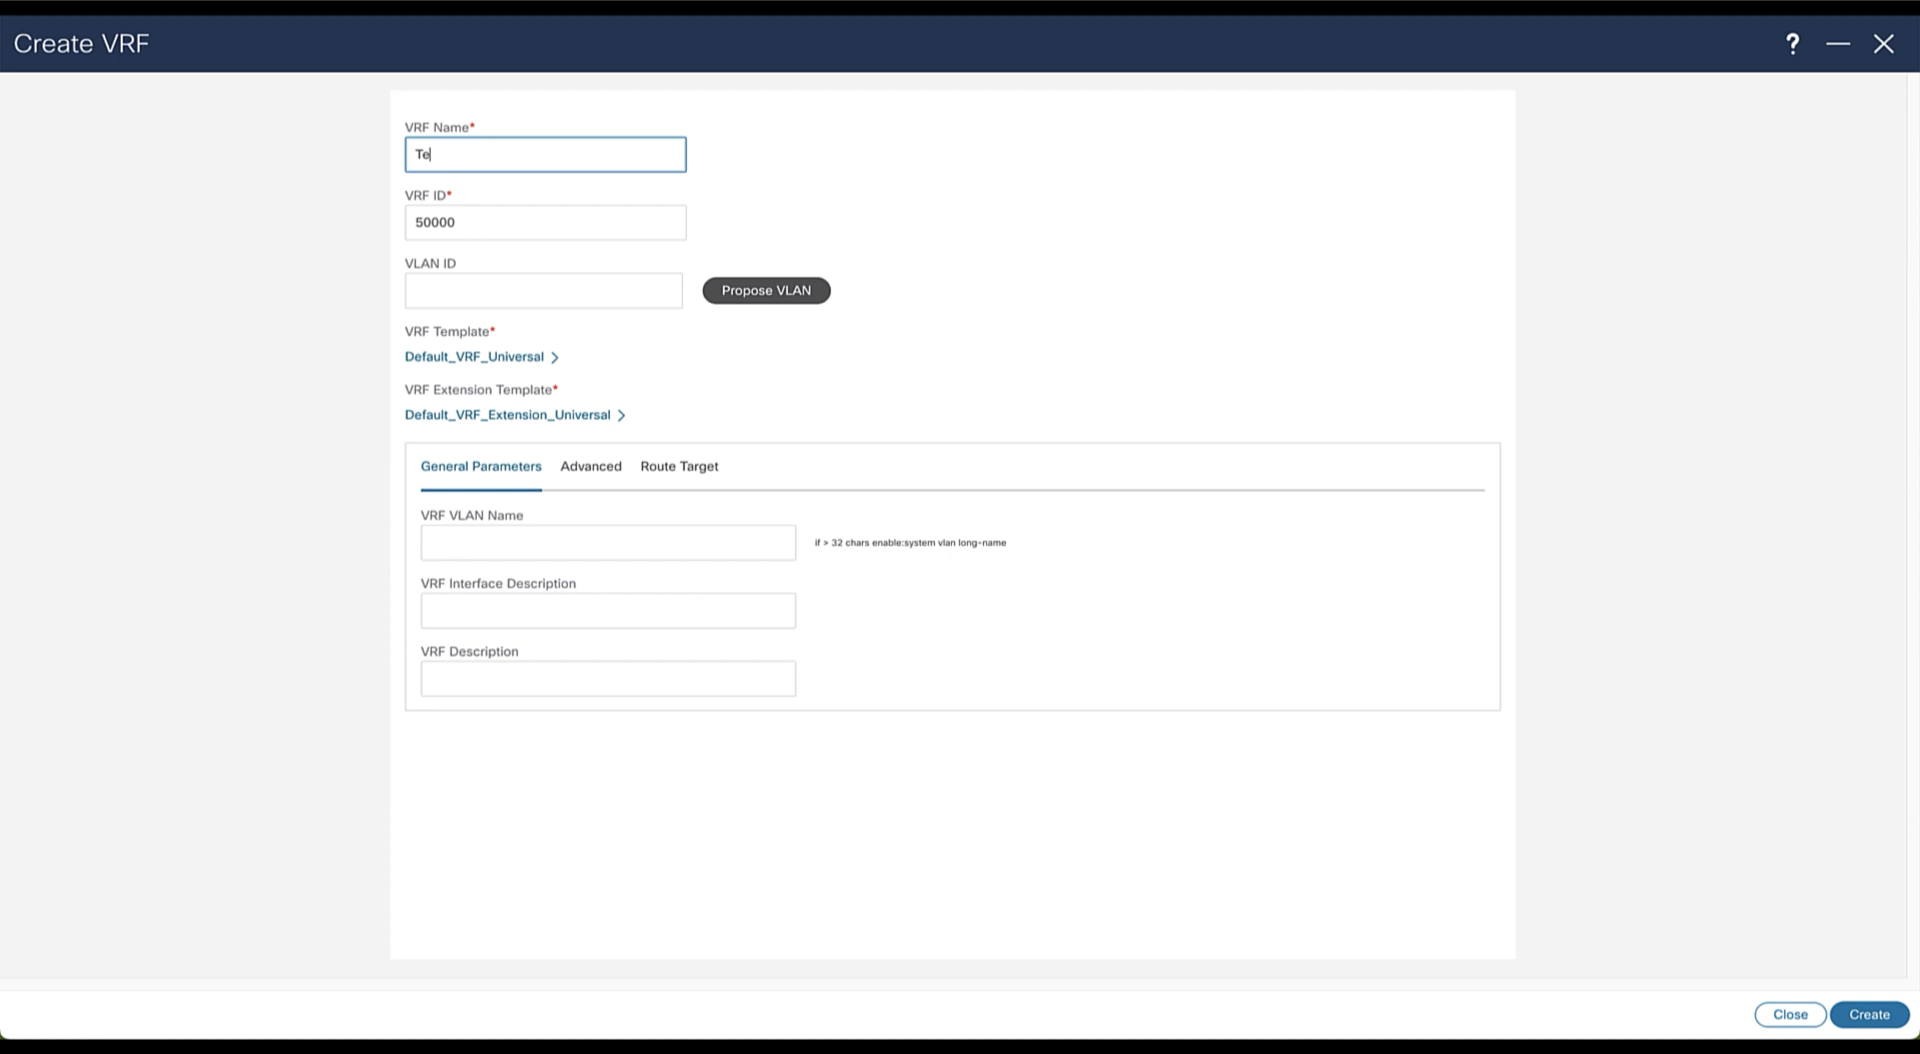 Create VRF
?
VRF Name*
Te
VRF ID*
50000
VLAN ID
Propose VLAN
VRF Template*
Default_VRF_Universal >
VRF Extension Template*
Default_VRF_Extension_Universal >
General Parameters Advanced Route Target
VRF VLAN Name
if > 32 chars enable:system vlan long-name
VRF Interface Description
VRF Description
Close Create